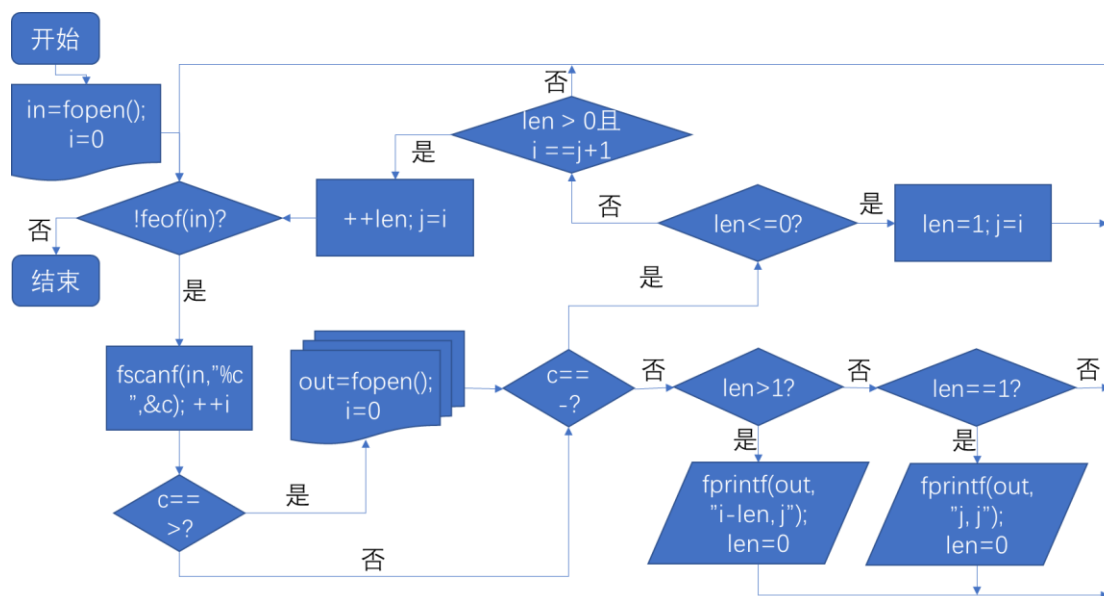 开始
in=fopen();
i=0
!feof(in)?
否
结束
是
fscanf(in,"%c
",&c); ++i
c==
>?
是
否
out=fopen();
i=0
c==
-?
是
否
len<=0?
是
len=1; j=i
否
len > 0且
i ==j+1
否
是
++len; j=i
len>1?
否
是
fprintf(out,
"i-len, j");
len=0
len==1?
否
是
fprintf(out,
"j, j");
len=0